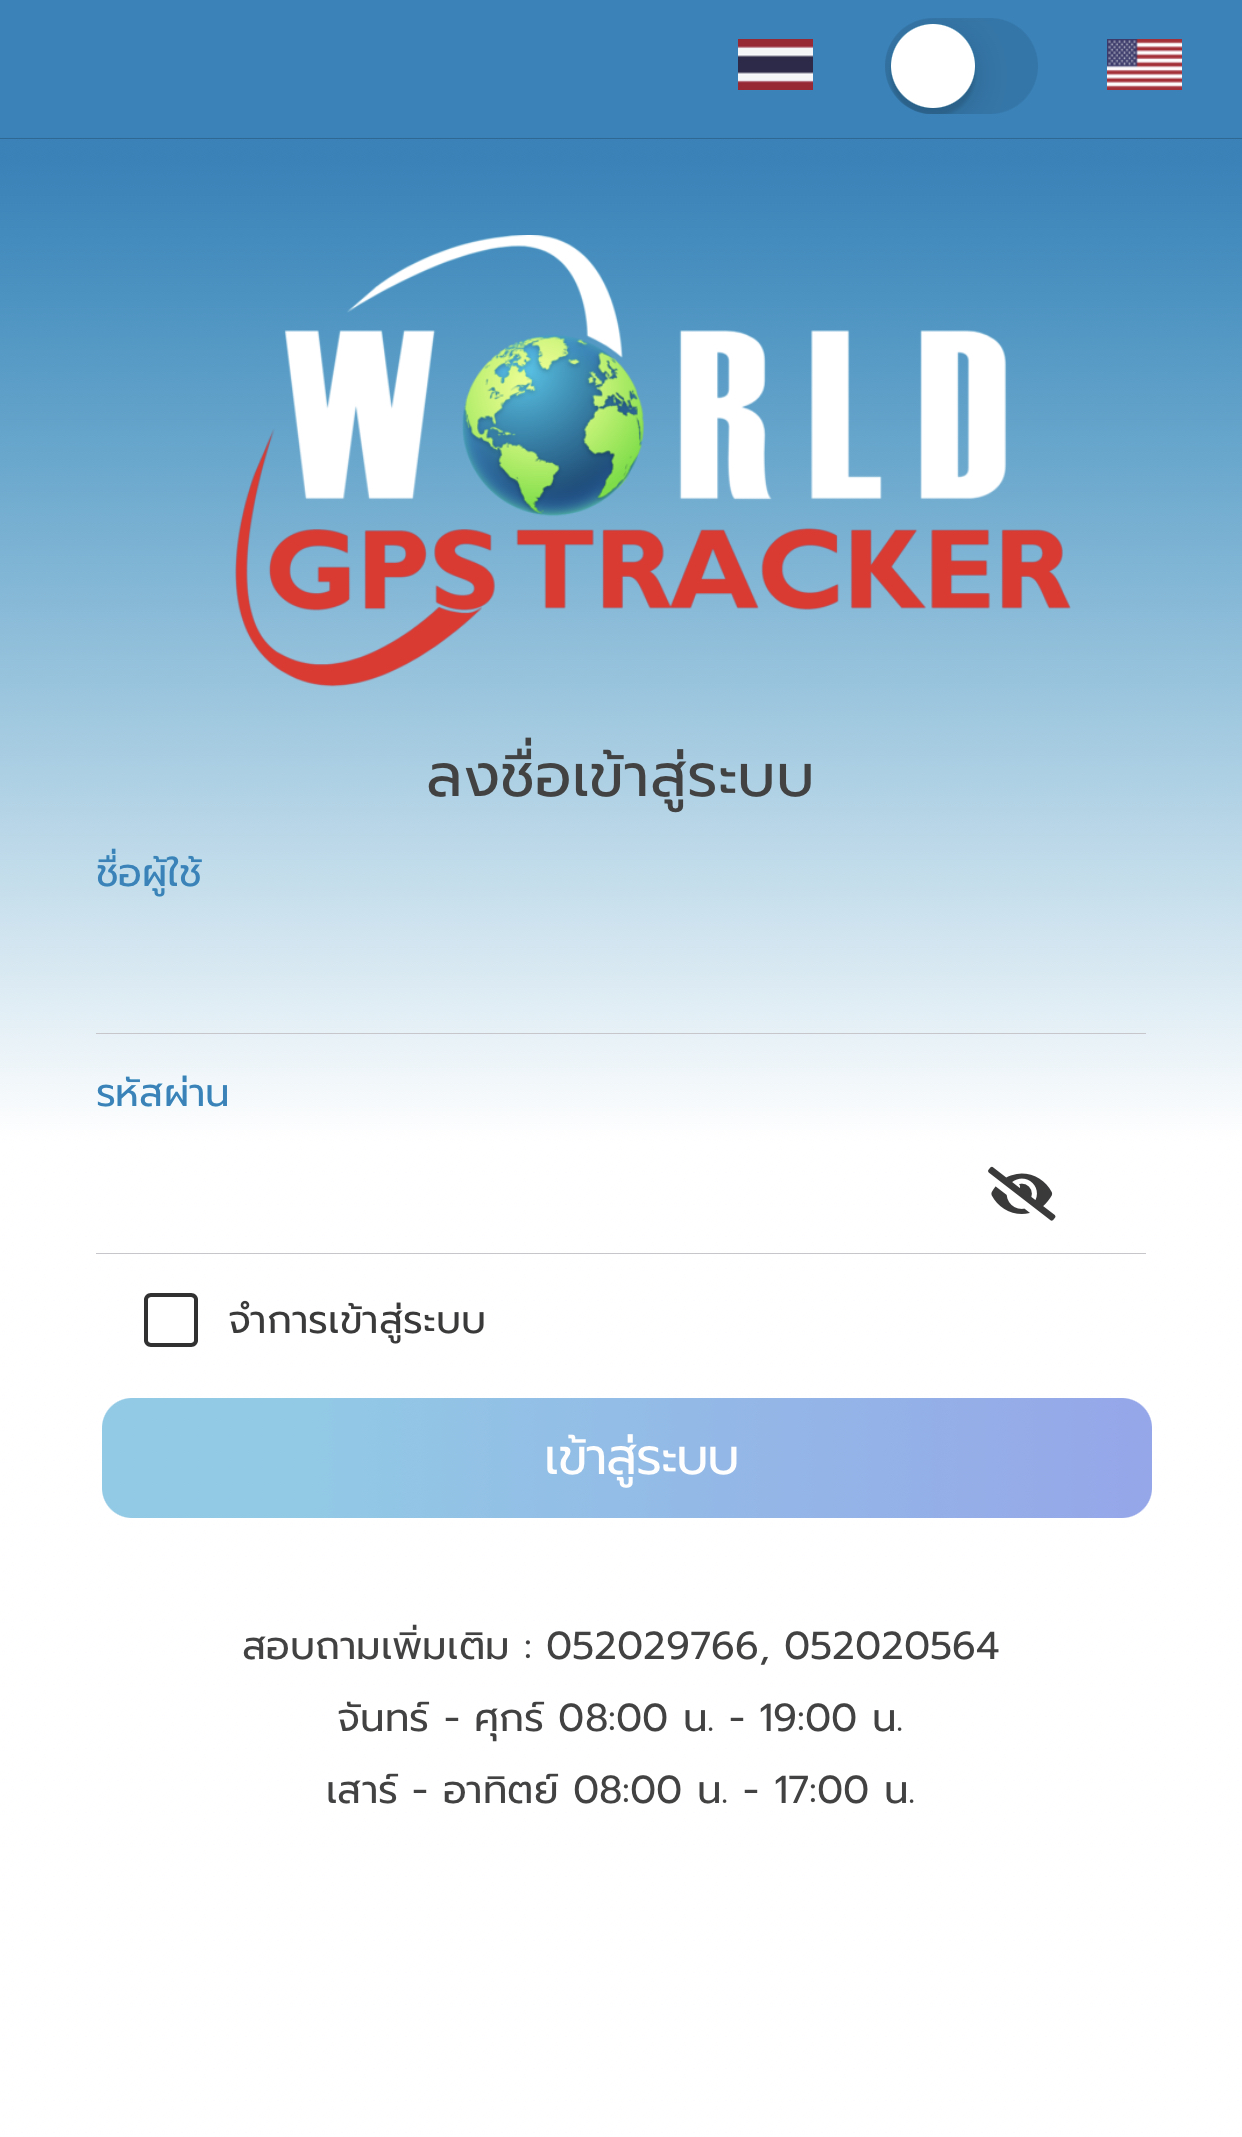 WORLD
GPS TRACKER
ลงชื่อเข้าสู่ระบบ
ชื่อผู้ใช้
รหัสผ่าน
จำการเข้าสู่ระบบ
เข้าสู่ระบบ
สอบถามเพิ่มเติม : 052029766, 052020564
จันทร์ - ศุกร์ 08:00 น. - 19:00 น.
เสาร์ - อาทิตย์ 08:00 น. - 17:00 น.